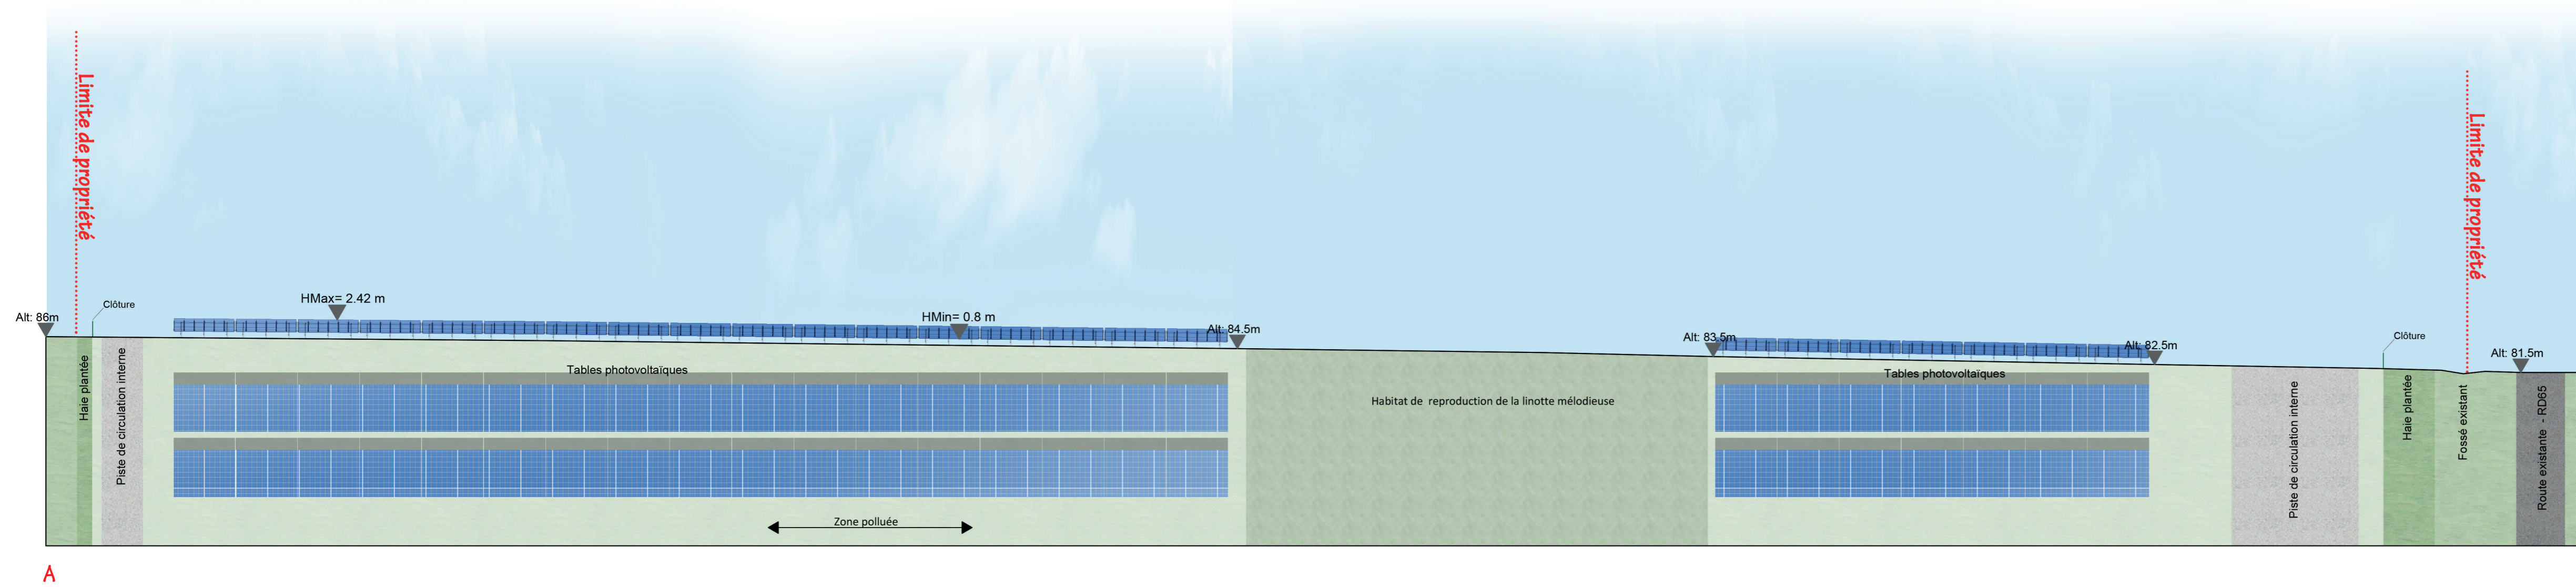 Limite de propriété
Limite de propriété
HMax= 2.42 m
Clôture
Alt: 86m
HMin= 0.8 m
Alt: 84.5m
Alt: 83.5m
Alt: 82.5m
Clôture
Alt: 81.5m
Haie plantée
Piste de circulation interne
Tables photovoltaïques
Habitat de reproduction de la linotte mélodieuse
Tables photovoltaïques
Piste de circulation interne
Haie plantée
Fossé existant
Route existante - RD65
Zone polluée
A